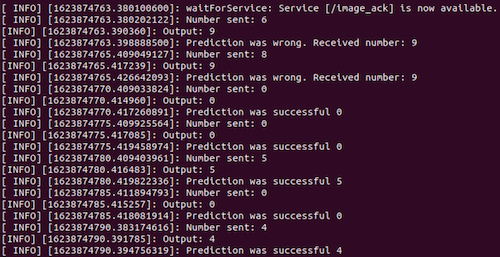 [ INFO] [1623874763.380100600]: waitForService: Service [/image_ack] is now available.
[ INFO] [1623874763.380202122]: Number sent: 6
[INFO] [1623874763.390360]: Output: 9
[ INFO] [1623874763.398888500]: Prediction was wrong. Received number: 9
[ INFO] [1623874765.409049127]: Number sent: 8
[INFO] [1623874765.417239]: Output: 9
[ INFO] [1623874765.426642093]: Prediction was wrong. Received number: 9
[ INFO] [1623874770.409033824]: Number sent: 0
[INFO] [1623874770.414960]: Output: 0
[ INFO] [1623874770.417260891]: Prediction was successful 0
[ INFO] [1623874775.409925564]: Number sent: 0
[INFO] [1623874775.417085]: Output: 0
[ INFO] [1623874775.419458974]: Prediction was successful 0
[ INFO] [1623874780.409403961]: Number sent: 5
[INFO] [1623874780.416483]: Output: 5
[ INFO] [1623874780.419822336]: Prediction was successful 5
[ INFO] [1623874785.411894793]: Number sent: 0
[INFO] [1623874785.415257]: Output: 0
[ INFO] [1623874785.418081914]: Prediction was successful 0
[ INFO] [1623874790.383174616]: Number sent: 4
[INFO] [1623874790.391785]: Output: 4
[ INFO] [1623874790.394756319]: Prediction was successful 4